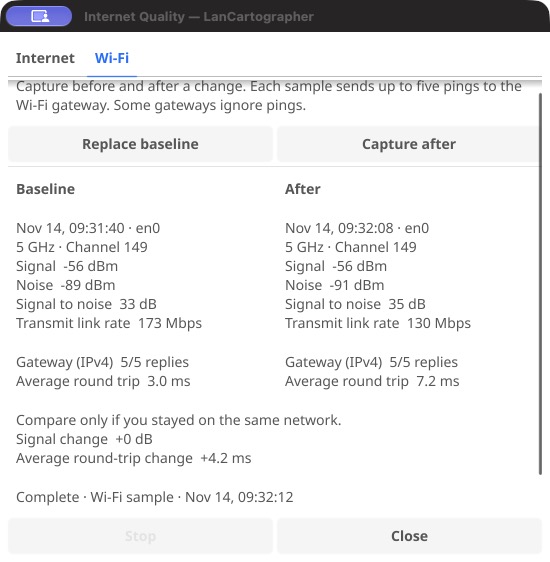 Internet Quality — LanCartographer
Internet Wi-Fi
Capture before and after a change. Each sample sends up to five pings to the
Wi-Fi gateway. Some gateways ignore pings.
Replace baseline Capture after
Baseline
Nov 14, 09:31:40 · en0
5 GHz · Channel 149
Signal -56 dBm
Noise -89 dBm
Signal to noise 33 dB
Transmit link rate 173 Mbps
Gateway (IPv4) 5/5 replies
Average round trip 3.0 ms
After
Nov 14, 09:32:08 · en0
5 GHz · Channel 149
Signal -56 dBm
Noise -91 dBm
Signal to noise 35 dB
Transmit link rate 130 Mbps
Gateway (IPv4) 5/5 replies
Average round trip 7.2 ms
Compare only if you stayed on the same network.
Signal change +0 dB
Average round-trip change +4.2 ms
Complete · Wi-Fi sample · Nov 14, 09:32:12
Stop Close